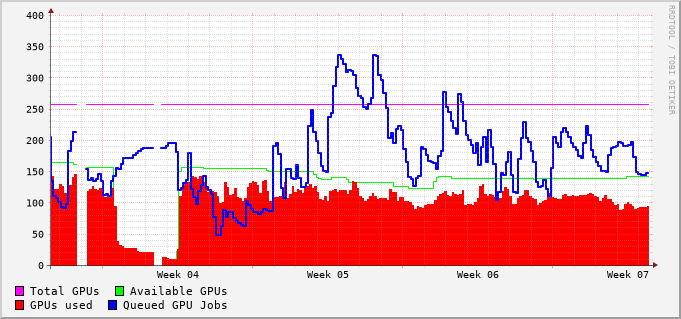 400
350
300
250
200
150
100
50
0
Week 04 Week 05 Week 06 Week 07
Total GPUs Available GPUs
GPUs used Queued GPU Jobs
RRDTOOL / TOBI OETIKER